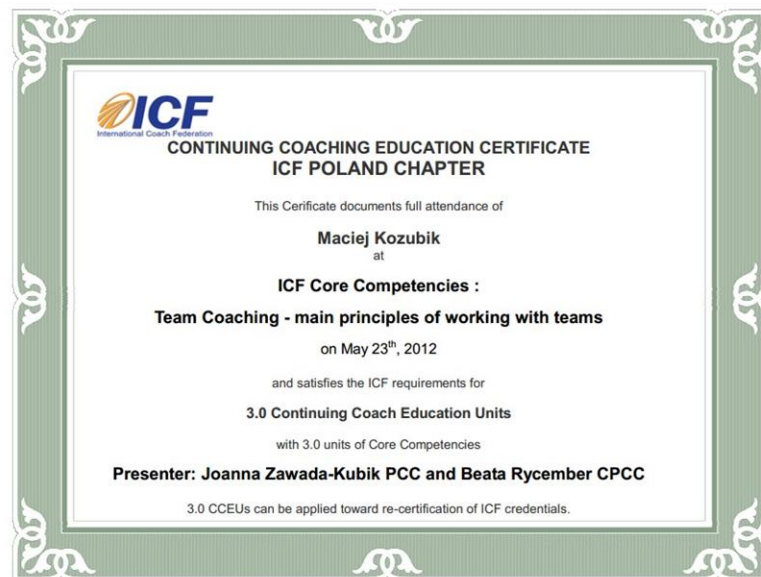 ICF
International Coach Federation
CONTINUING COACHING EDUCATION CERTIFICATE
ICF POLAND CHAPTER
This Cerificate documents full attendance of
Maciej Kozubik
at
ICF Core Competencies :
Team Coaching - main principles of working with teams
on May 23th, 2012
and satisfies the ICF requirements for
3.0 Continuing Coach Education Units
with 3.0 units of Core Competencies
Presenter: Joanna Zawada-Kubik PCC and Beata Rycember CPCC
3.0 CCEUs can be applied toward re-certification of ICF credentials.